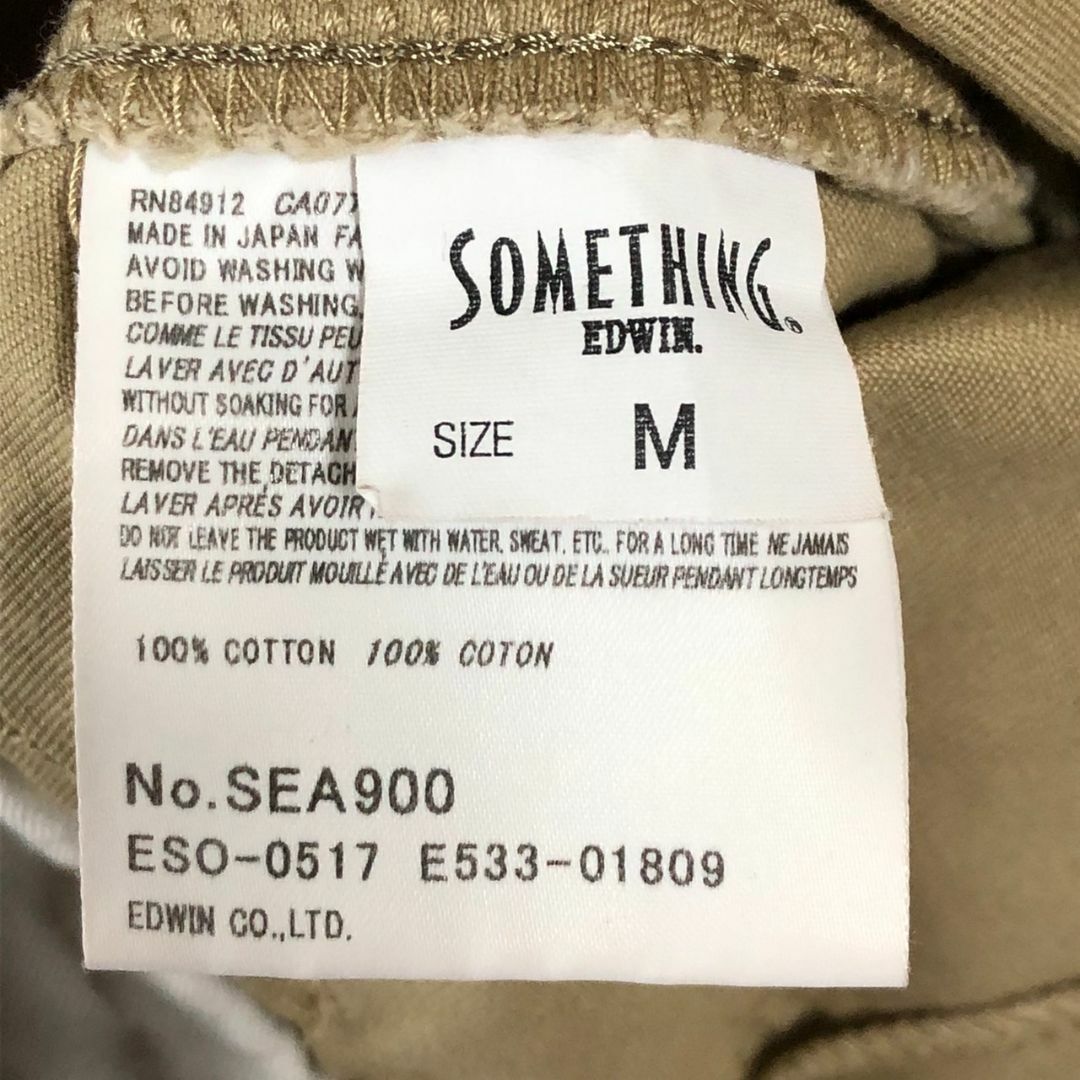 RN84912 CA07
MADE IN JAPAN FA
AVOID WASHING W
BEFORE WASHING
COMME LE TISSU PEU
LAVER AVEC D'AUT
WITHOUT SOAKING FOR
DANS L'EAU PENDAN
REMOVE THE DETACH
LAVER APRÈS AVOIR
DO NOT LEAVE THE PRODUCT WET WITH WATER, SWEAT, ETC., FOR A LONG TIME NE JAMAIS
LAISSER LE PRODUIT MOUILLÉ AVEC DE L'EAU OU DE LA SUEUR PENDANT LONGTEMPS
100% COTTON 100% COTON
No.SEA900
ESO-0517 E533-01809
EDWIN CO.,LTD.
SOMETHING®
EDWIN.
SIZE M